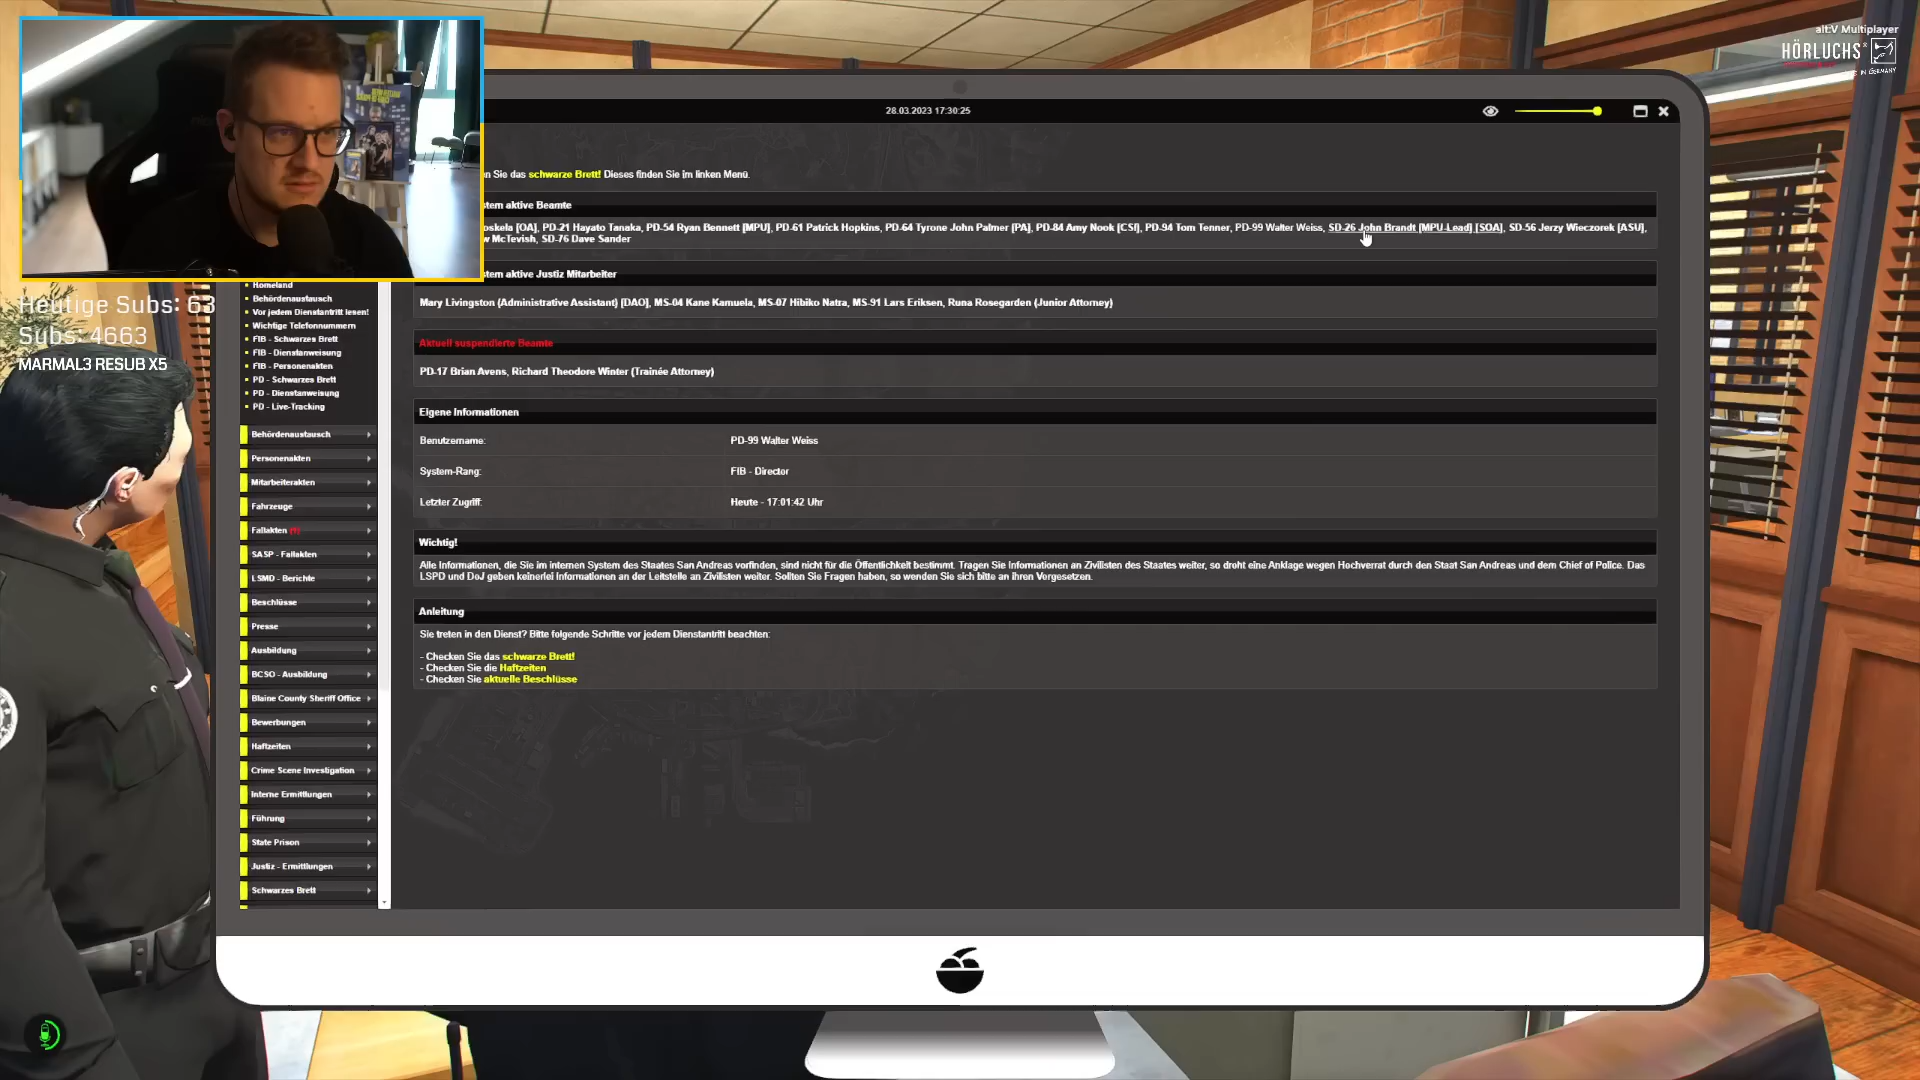 alt:V Multiplayer
HÖRLUCHS
IN GERMANY
28.03.2023 17:30:25
n Sie das schwarze Brett! Dieses finden Sie im linken Menü.
stem aktive Beamte
oskela [OA], PD-21 Hayato Tanaka, PD-54 Ryan Bennett [MPU], PD-61 Patrick Hopkins, PD-64 Tyrone John Palmer [PA], PD-84 Amy Nook [CSI], PD-94 Tom Tenner, PD-99 Walter Weiss, SD-26 John Brandt [MPU-Lead] [SOA], SD-56 Jerzy Wieczorek [ASU],
w McTevish, SD-76 Dave Sander
stem aktive Justiz Mitarbeiter
Mary Livingston (Administrative Assistant) [DAO], MS-04 Kane Kamuela, MS-07 Hibiko Natra, MS-91 Lars Eriksen, Runa Rosegarden (Junior Attorney)
Aktuell suspendierte Beamte
PD-17 Brian Avens, Richard Theodore Winter (Trainée Attorney)
Eigene Informationen
Benutzername: PD-99 Walter Weiss
System-Rang: FIB - Director
Letzter Zugriff: Heute - 17:01:42 Uhr
Wichtig!
Alle Informationen, die Sie im internen System des Staates San Andreas vorfinden, sind nicht für die Öffentlichkeit bestimmt. Tragen Sie Informationen an Zivilisten des Staates weiter, so droht eine Anklage wegen Hochverrat durch den Staat San Andreas und dem Chief of Police. Das
LSPD und DoJ geben keinerlei Informationen an der Leitstelle an Zivilisten weiter. Sollten Sie Fragen haben, so wenden Sie sich bitte an ihren Vorgesetzen.
Anleitung
Sie treten in den Dienst? Bitte folgende Schritte vor jedem Dienstantritt beachten:
- Checken Sie das schwarze Brett!
- Checken Sie die Haftzeiten
- Checken Sie aktuelle Beschlüsse
Heutige Subs: 63
Subs: 4663
MARMAL3 RESUB X5
Homeland
Behördenaustausch
Vor jedem Dienstantritt lesen!
Wichtige Telefonnummern
FIB - Schwarzes Brett
FIB - Dienstanweisung
FIB - Personenakten
PD - Schwarzes Brett
PD - Dienstanweisung
PD - Live-Tracking
Behördenaustausch
Personenakten
Mitarbeiterakten
Fahrzeuge
Fallakten (1)
SASP - Fallakten
LSMD - Berichte
Beschlüsse
Presse
Ausbildung
BCSO - Ausbildung
Blaine County Sheriff Office
Bewerbungen
Haftzeiten
Crime Scene Investigation
Interne Ermittlungen
Führung
State Prison
Justiz - Ermittlungen
Schwarzes Brett